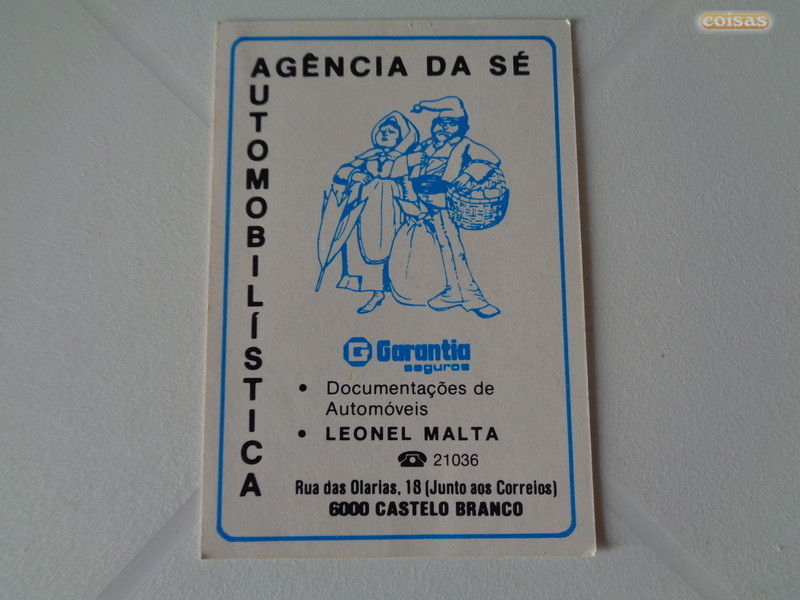 coisas
AGÊNCIA DA SÉ
AUTOMOBILÍSTICA
G Garantia
seguros
• Documentações de
Automóveis
• LEONEL MALTA
☎ 21036
Rua das Olarias, 18 (Junto aos Correios)
6000 CASTELO BRANCO